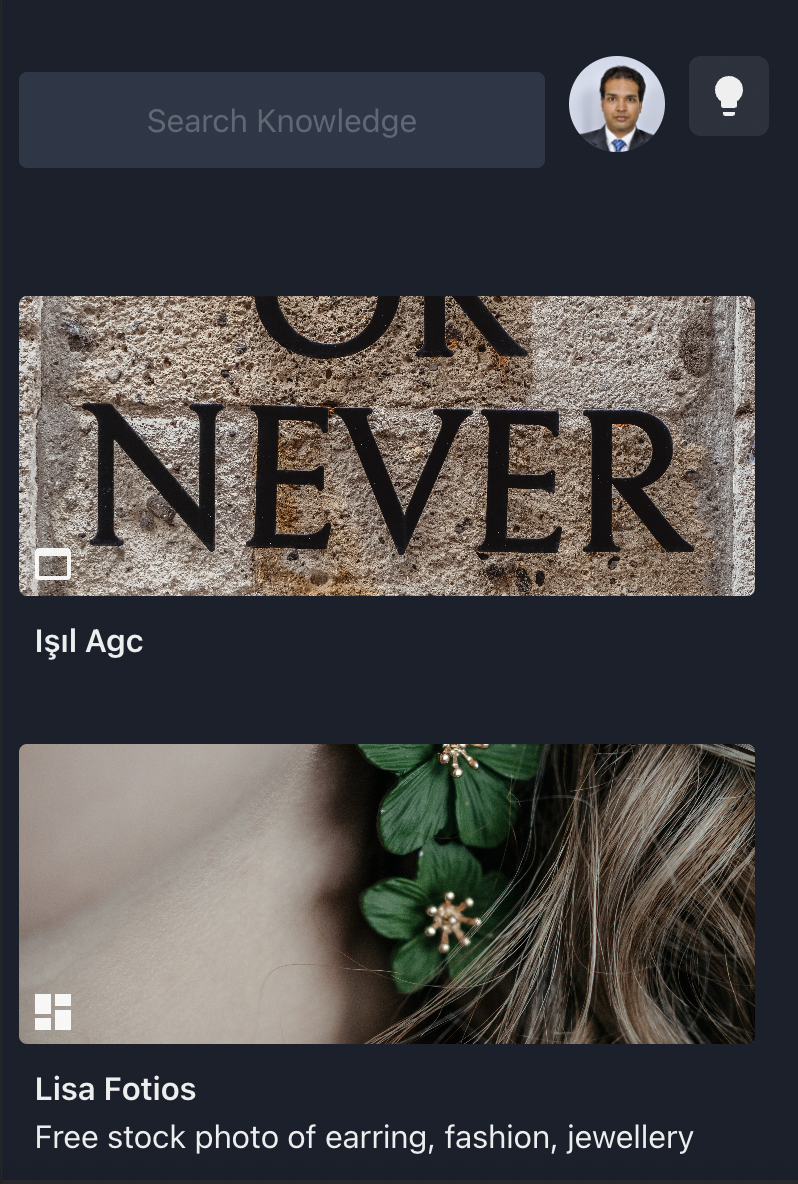 Search Knowledge
OR
NEVER
Işıl Agc
Lisa Fotios
Free stock photo of earring, fashion, jewellery